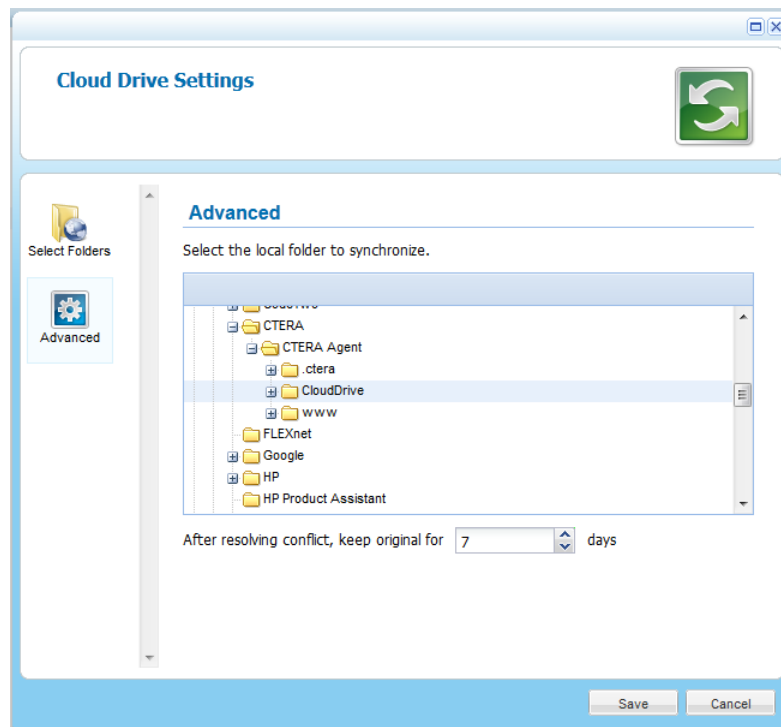 Cloud Drive Settings
Select Folders
Advanced
Advanced
Select the local folder to synchronize.
CTERA
CTERA Agent
.ctera
CloudDrive
www
FLEXnet
Google
HP
HP Product Assistant
After resolving conflict, keep original for 7 days
Save Cancel